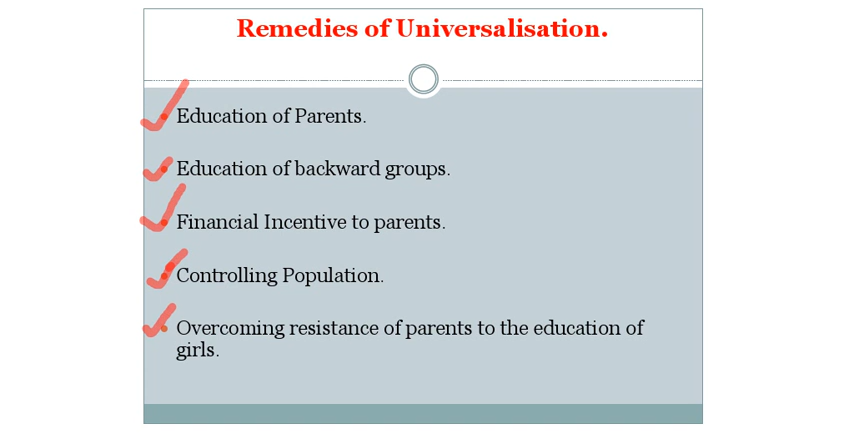 Remedies of Universalisation.
Education of Parents.
Education of backward groups.
Financial Incentive to parents.
Controlling Population.
Overcoming resistance of parents to the education of
girls.